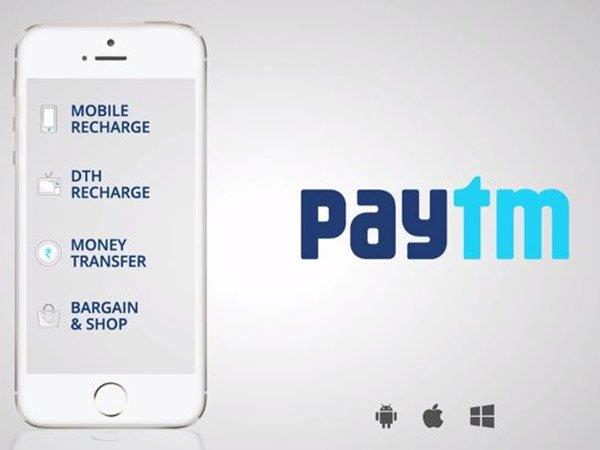 MOBILE
RECHARGE
DTH
RECHARGE
MONEY
TRANSFER
BARGAIN
& SHOP
paytm